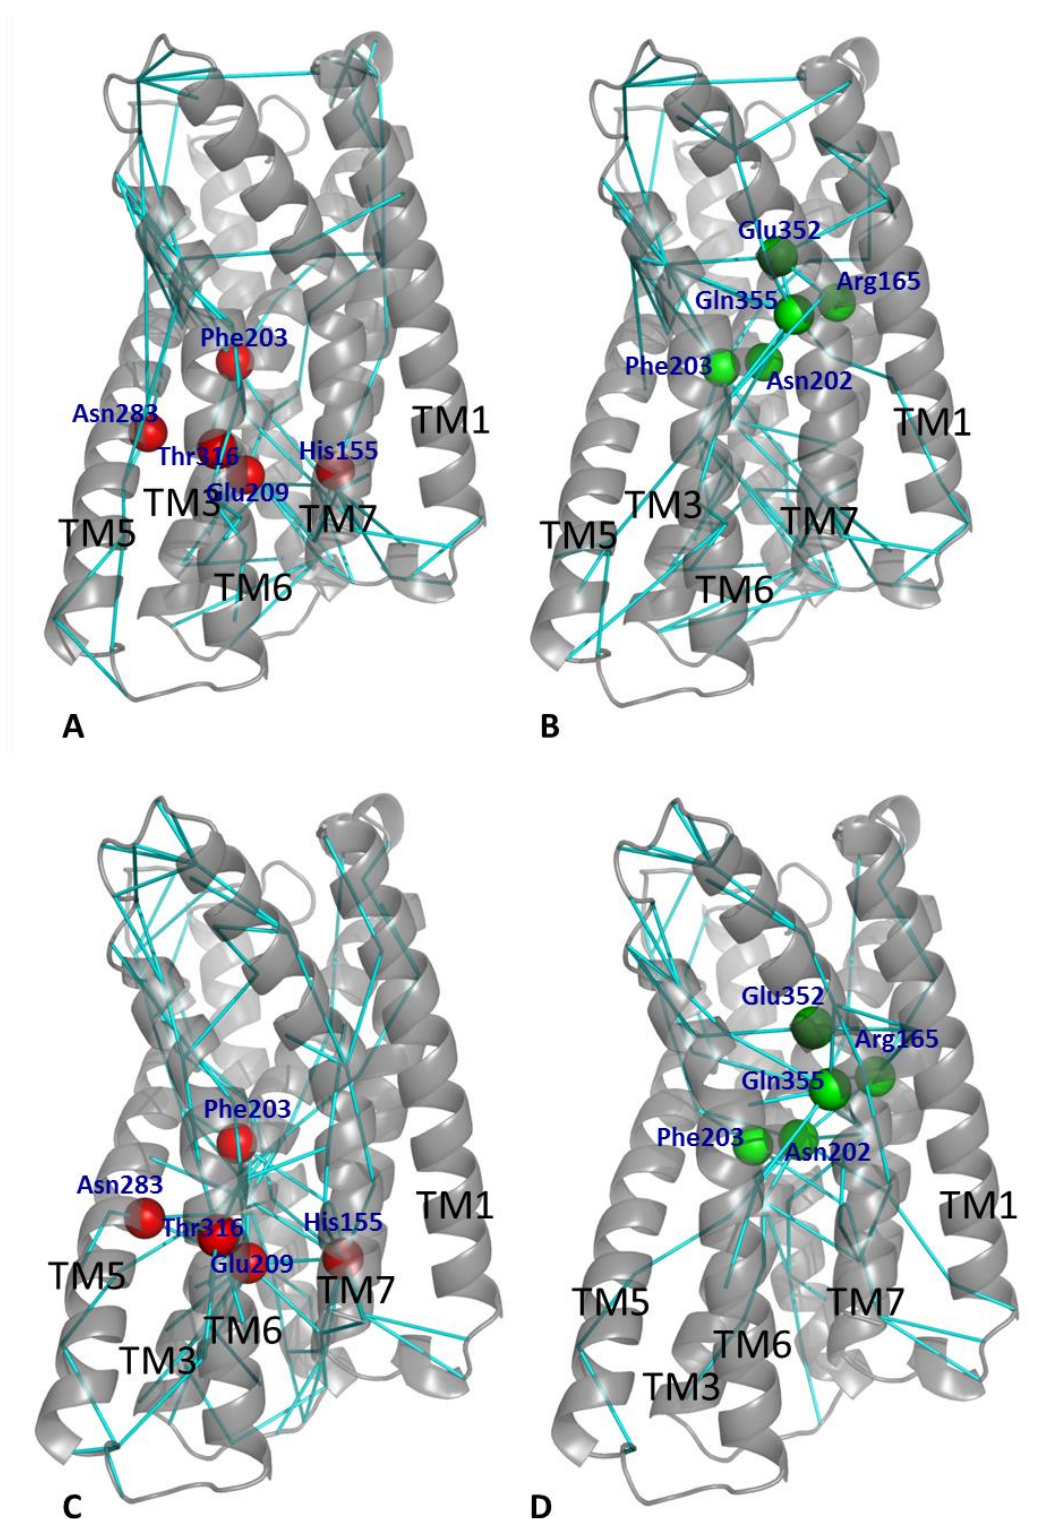 Phe203
Asn283
Thr316
His155
Glu209
TM1
TM3
TM7
TM5
TM6
A
Glu352
Arg165
Gln355
Phe203
Asn202
TM1
TM3
TM7
TM5
TM6
B
Phe203
Asn283
Thr316
His155
Glu209
TM1
TM5
TM7
TM6
TM3
C
Glu352
Arg165
Gln355
Phe203
Asn202
TM1
TM5
TM7
TM6
TM3
D